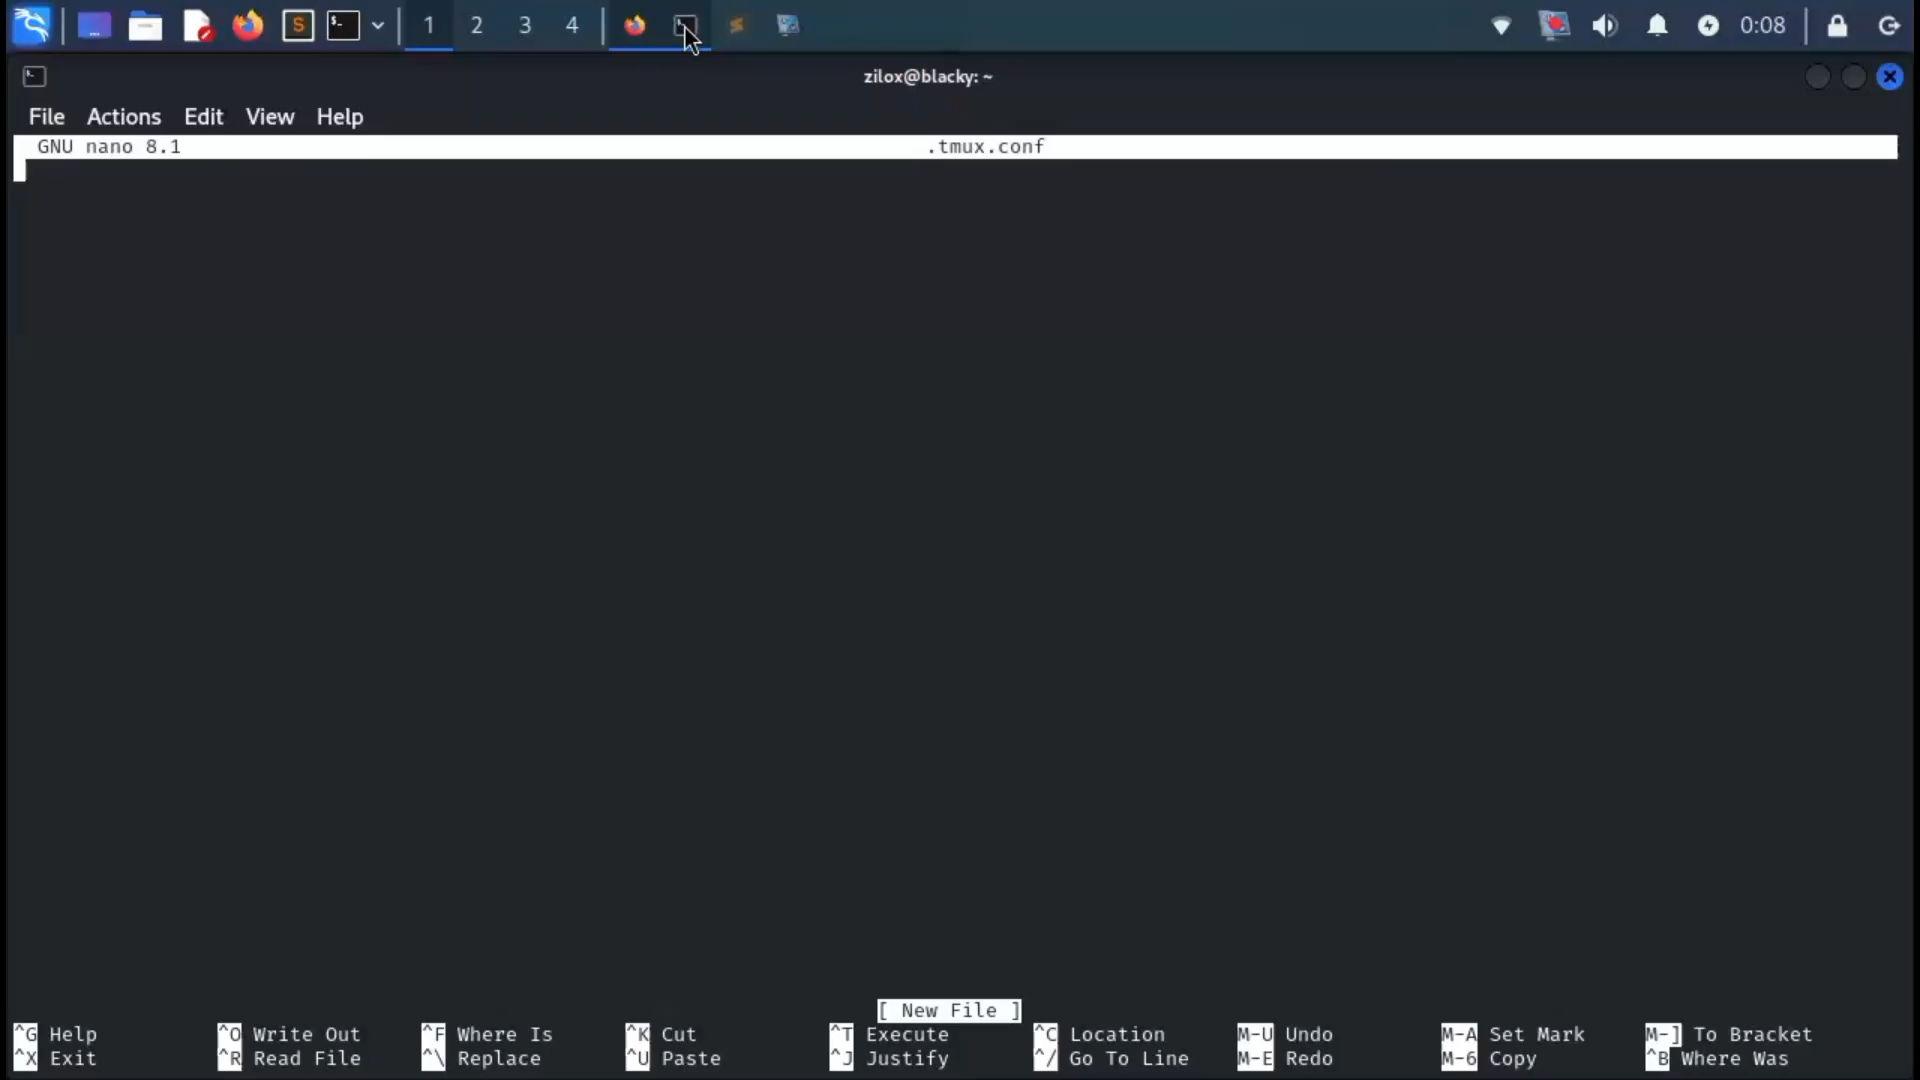 1 2 3 4 0:08
zilox@blacky: ~
File Actions Edit View Help
GNU nano 8.1 .tmux.conf
[ New File ]
^G Help ^O Write Out ^F Where Is ^K Cut ^T Execute ^C Location M-U Undo M-A Set Mark M-] To Bracket
^X Exit ^R Read File ^\ Replace ^U Paste ^J Justify ^/ Go To Line M-E Redo M-6 Copy ^B Where Was